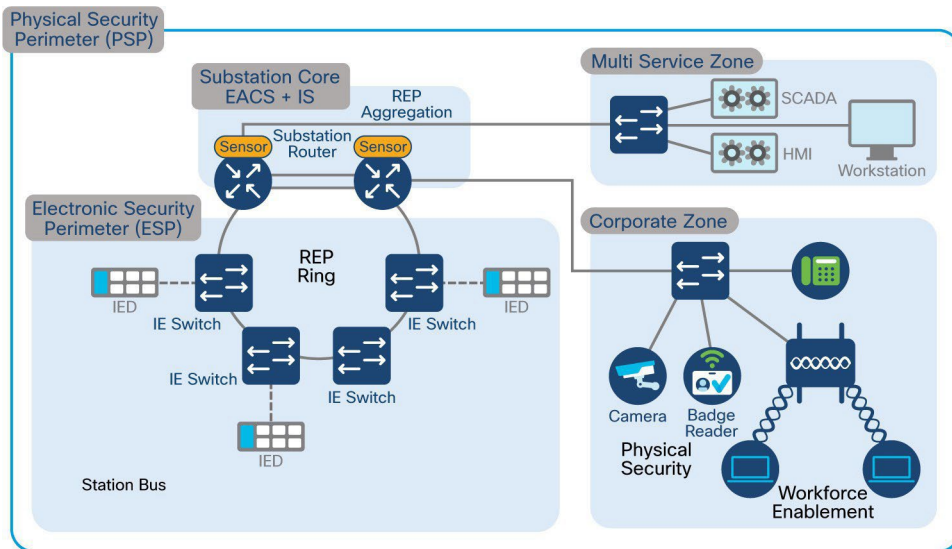 Physical Security
Perimeter (PSP)
Substation Core
EACS + IS
REP
Aggregation
Sensor
Substation
Router
Sensor
Multi Service Zone
SCADA
HMI
Workstation
Electronic Security
Perimeter (ESP)
REP
Ring
IED
IE Switch
IE Switch
IED
IE Switch
IE Switch
IED
Station Bus
Corporate Zone
Camera
Badge
Reader
Physical
Security
Workforce
Enablement